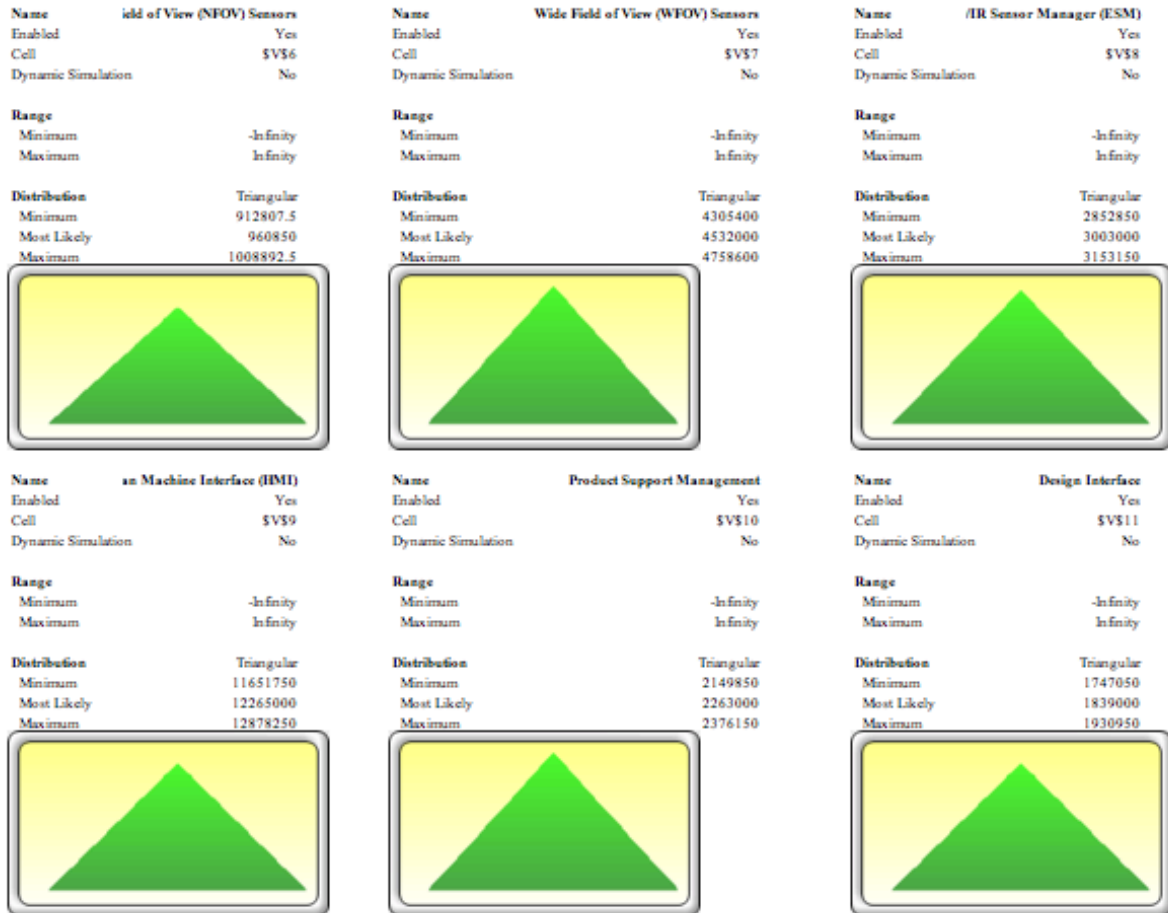 Name ield of View (NFOV) Sensors
Enabled Yes
Cell $V$6
Dynamic Simulation No
Range
Minimum -Infinity
Maximum Infinity
Distribution Triangular
Minimum 912807.5
Most Likely 960850
Maximum 1008892.5
Name Wide Field of View (WFOV) Sensors
Enabled Yes
Cell $V$7
Dynamic Simulation No
Range
Minimum -Infinity
Maximum Infinity
Distribution Triangular
Minimum 4305400
Most Likely 4532000
Maximum 4758600
Name /IR Sensor Manager (ESM)
Enabled Yes
Cell $V$8
Dynamic Simulation No
Range
Minimum -Infinity
Maximum Infinity
Distribution Triangular
Minimum 2852850
Most Likely 3003000
Maximum 3153150
Name an Machine Interface (HMI)
Enabled Yes
Cell $V$9
Dynamic Simulation No
Range
Minimum -Infinity
Maximum Infinity
Distribution Triangular
Minimum 11651750
Most Likely 12265000
Maximum 12878250
Name Product Support Management
Enabled Yes
Cell $V$10
Dynamic Simulation No
Range
Minimum -Infinity
Maximum Infinity
Distribution Triangular
Minimum 2149850
Most Likely 2263000
Maximum 2376150
Name Design Interface
Enabled Yes
Cell $V$11
Dynamic Simulation No
Range
Minimum -Infinity
Maximum Infinity
Distribution Triangular
Minimum 1747050
Most Likely 1839000
Maximum 1930950